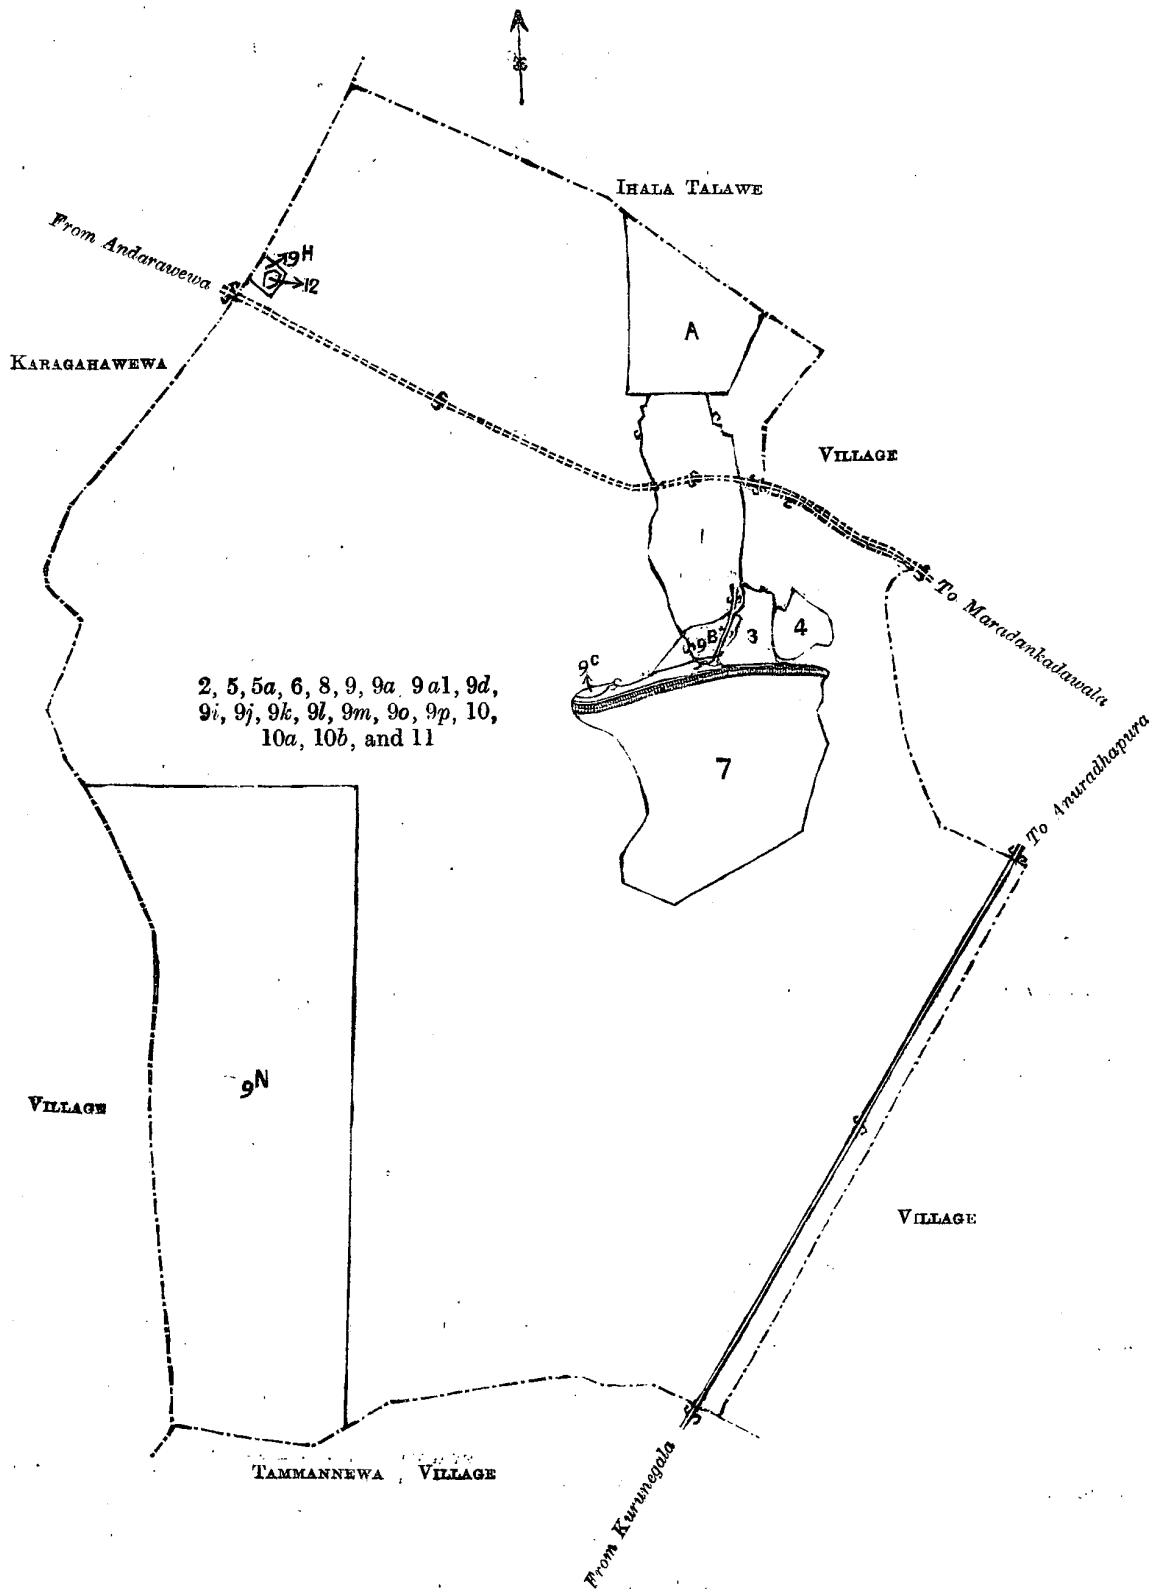 IHALA TALAWE
From Andarawewa
9H
12
A
KARAGAHAWEWA
VILLAGE
1
To Maradankadawala
9B
3
4
9C
2, 5, 5a, 6, 8, 9, 9a 9a1, 9d,
9i, 9j, 9k, 9l, 9m, 9o, 9p, 10,
10a, 10b, and 11
7
To Anuradhapura
9N
VILLAGE
VILLAGE
TAMMANNEWA VILLAGE
From Kurunegala